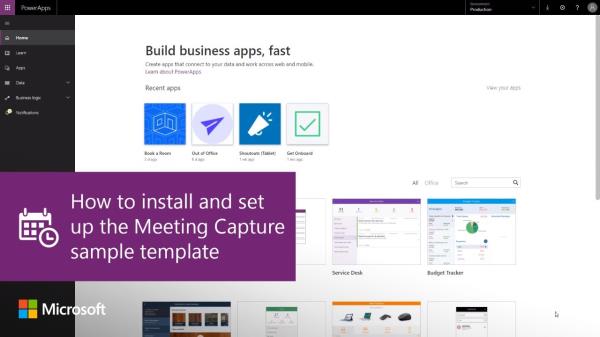 PowerApps
Environment
Production
Home
Learn
Apps
Data
Business logic
Notifications
Build business apps, fast
Create apps that connect to your data and work across web and mobile.
Learn about PowerApps
Recent apps
View your apps
Book a Room
Out of Office
Shoutouts (Tablet)
Get Onboard
2 d ago
6 d ago
1 wk ago
1 wk ago
All
Office
Search
How to install and set
up the Meeting Capture
sample template
Service Desk
Budget Tracker
Microsoft